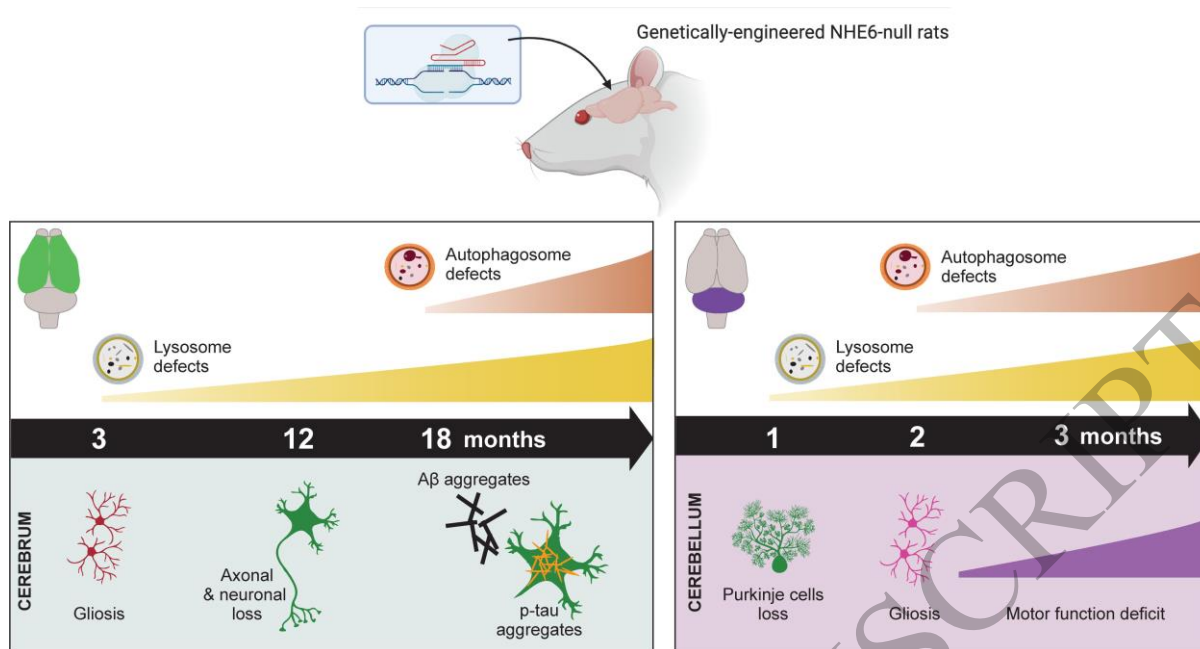 Genetically-engineered NHE6-null rats
Autophagosome
defects
Lysosome
defects
3 12 18 months
CEREBRUM
Gliosis
Axonal
& neuronal
loss
Aβ aggregates
p-tau
aggregates
Autophagosome
defects
Lysosome
defects
1 2 3 months
CEREBELLUM
Purkinje cells
loss
Gliosis
Motor function deficit
USCRIPT